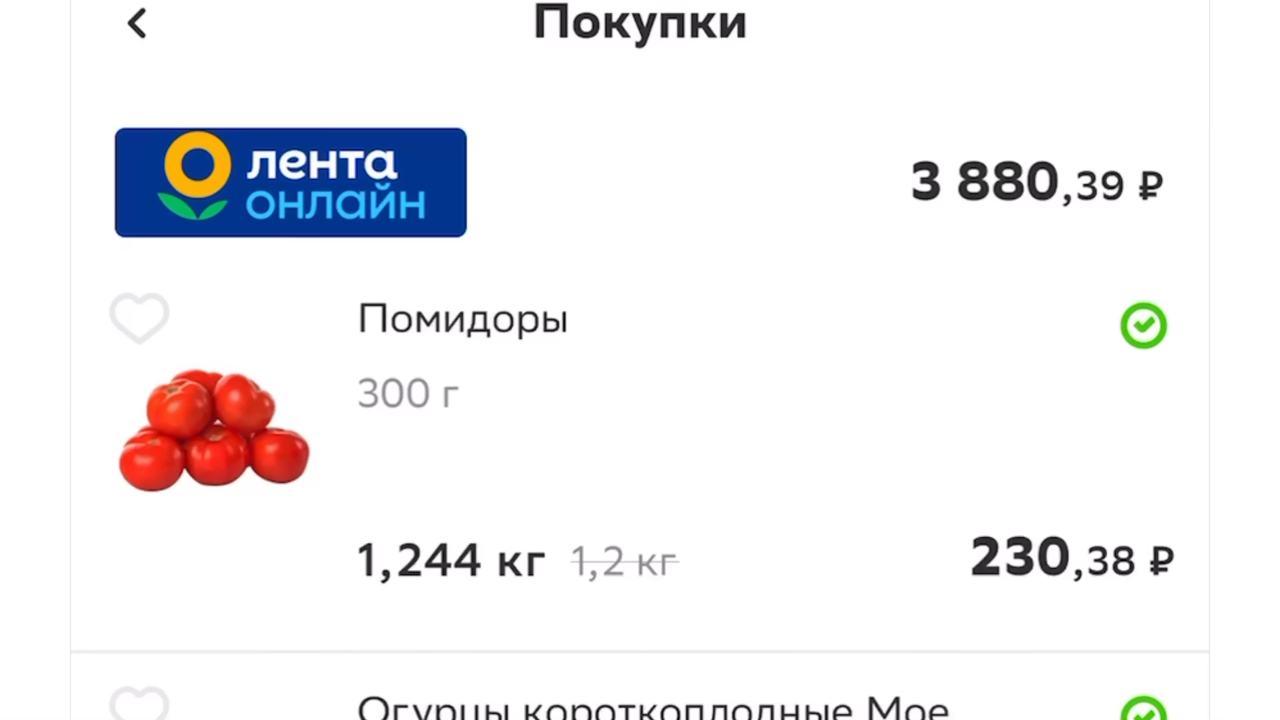 Покупки
лента
онлайн
3 880,39 ₽
Помидоры
300 г
1,244 кг 1,2 кг 230,38 ₽
Огурцы короткоплодные Мое